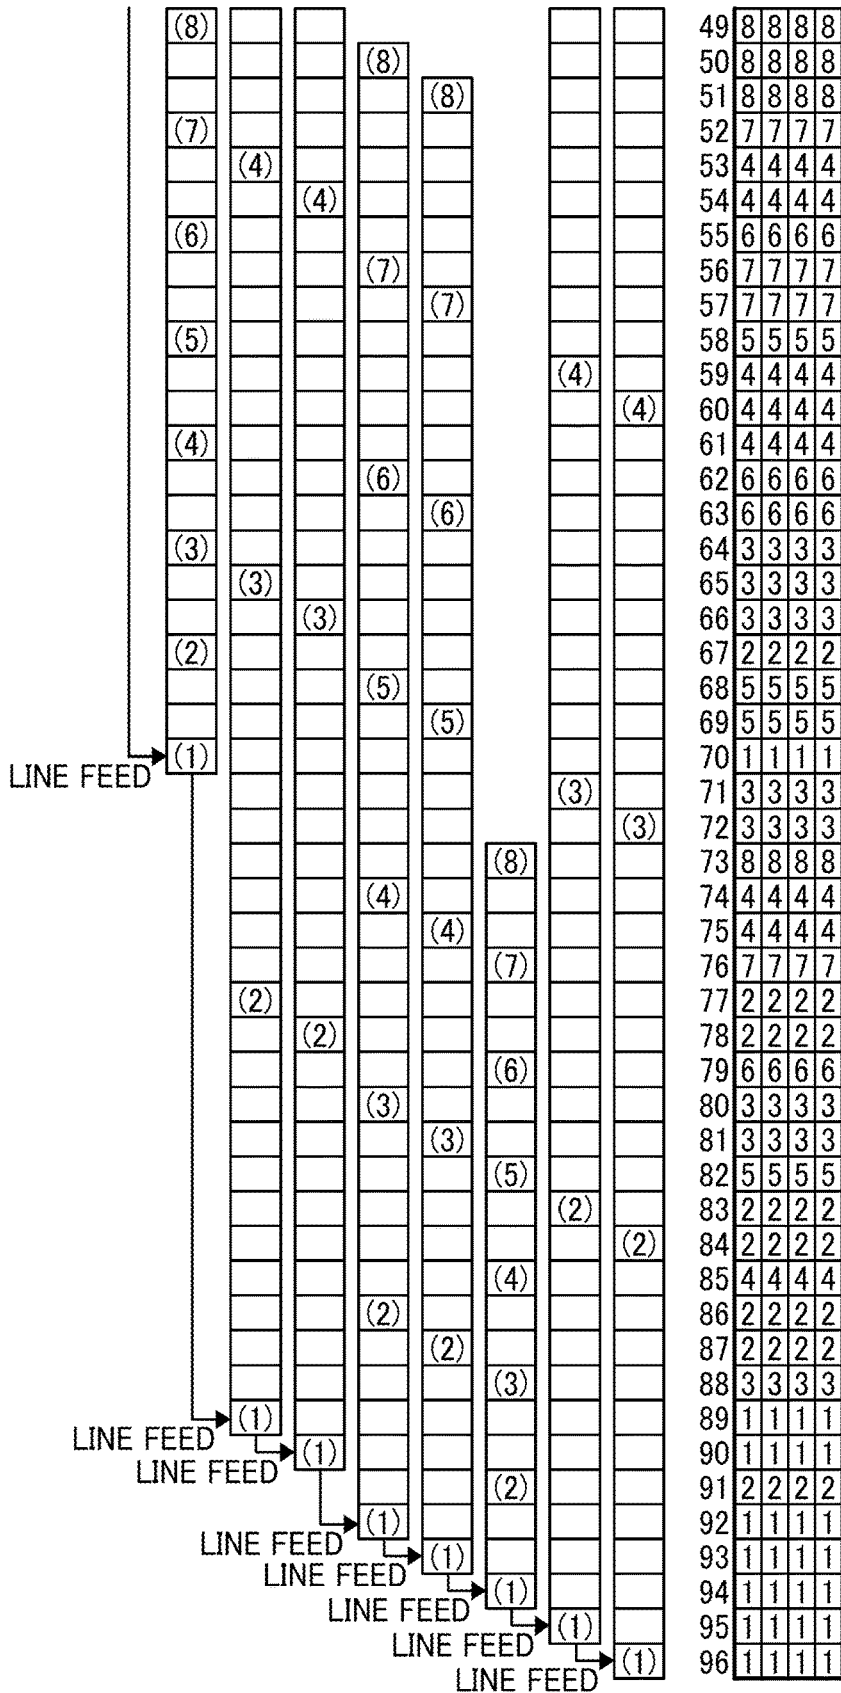 (8) 49 8 8 8 8
(8) 50 8 8 8 8
(8) 51 8 8 8 8
(7) 52 7 7 7 7
(4) 53 4 4 4 4
(4) 54 4 4 4 4
(6) 55 6 6 6 6
(7) 56 7 7 7 7
(7) 57 7 7 7 7
(5) 58 5 5 5 5
(4) 59 4 4 4 4
(4) 60 4 4 4 4
(4) 61 4 4 4 4
(6) 62 6 6 6 6
(6) 63 6 6 6 6
(3) 64 3 3 3 3
(3) 65 3 3 3 3
(3) 66 3 3 3 3
(2) 67 2 2 2 2
(5) 68 5 5 5 5
(5) 69 5 5 5 5
LINE FEED (1) 70 1 1 1 1
(3) 71 3 3 3 3
(3) 72 3 3 3 3
(8) 73 8 8 8 8
(4) 74 4 4 4 4
(4) 75 4 4 4 4
(7) 76 7 7 7 7
(2) 77 2 2 2 2
(2) 78 2 2 2 2
(6) 79 6 6 6 6
(3) 80 3 3 3 3
(3) 81 3 3 3 3
(5) 82 5 5 5 5
(2) 83 2 2 2 2
(2) 84 2 2 2 2
(4) 85 4 4 4 4
(2) 86 2 2 2 2
(2) 87 2 2 2 2
(3) 88 3 3 3 3
LINE FEED (1) 89 1 1 1 1
LINE FEED (1) 90 1 1 1 1
(2) 91 2 2 2 2
LINE FEED (1) 92 1 1 1 1
LINE FEED (1) 93 1 1 1 1
LINE FEED (1) 94 1 1 1 1
LINE FEED (1) 95 1 1 1 1
LINE FEED (1) 96 1 1 1 1